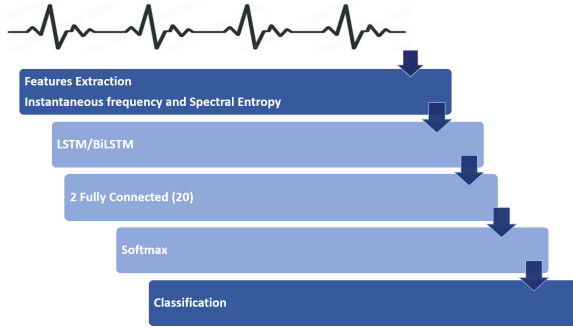 Features Extraction
Instantaneous frequency and Spectral Entropy
LSTM/BiLSTM
2 Fully Connected (20)
Softmax
Classification